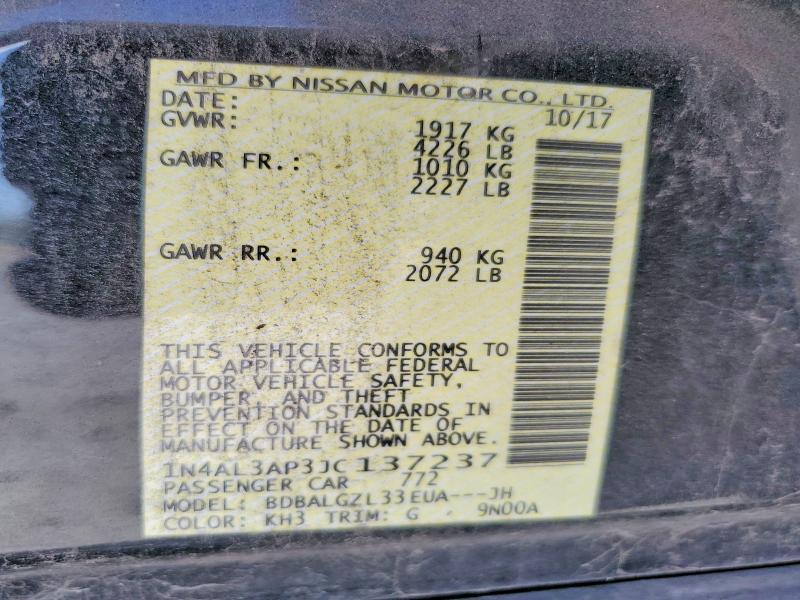 MFD BY NISSAN MOTOR CO., LTD.
DATE: 10/17
GVWR: 1917 KG
4226 LB
GAWR FR.: 1010 KG
2227 LB
GAWR RR.: 940 KG
2072 LB
THIS VEHICLE CONFORMS TO
ALL APPLICABLE FEDERAL
MOTOR VEHICLE SAFETY,
BUMPER, AND THEFT
PREVENTION STANDARDS IN
EFFECT ON THE DATE OF
MANUFACTURE SHOWN ABOVE.
1N4AL3AP3JC137237
PASSENGER CAR 772
MODEL: BDBALGZL33EUA---JH
COLOR: KH3 TRIM: G , 9N00A